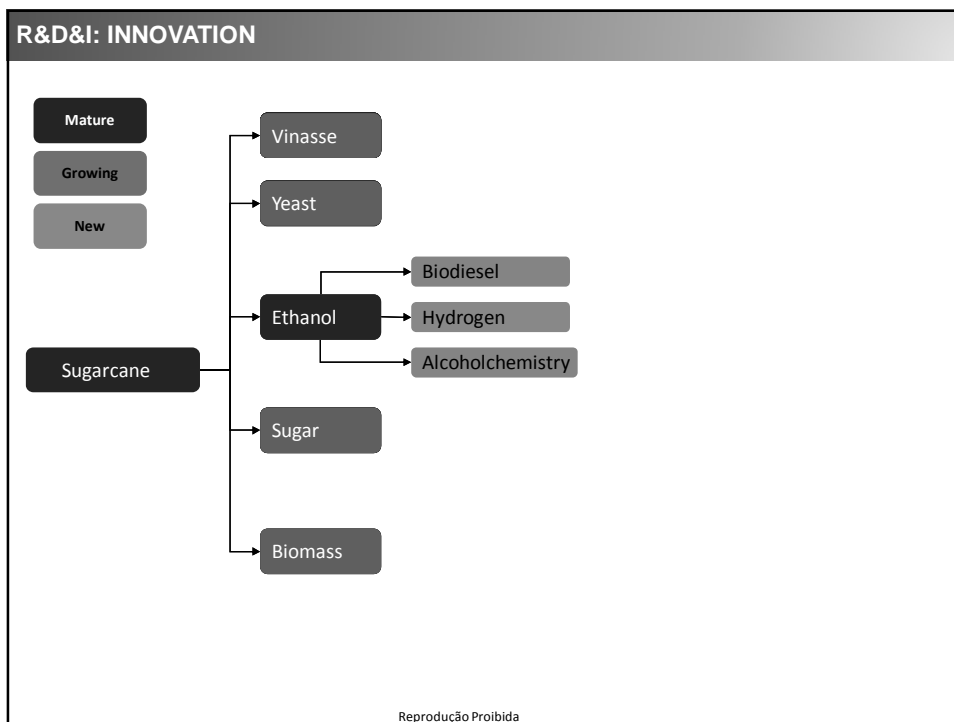 R&D&I: INNOVATION
Mature
Growing
New
Vinasse
Yeast
Biodiesel
Ethanol
Hydrogen
Alcoholchemistry
Sugarcane
Sugar
Biomass
Reprodução Proibida